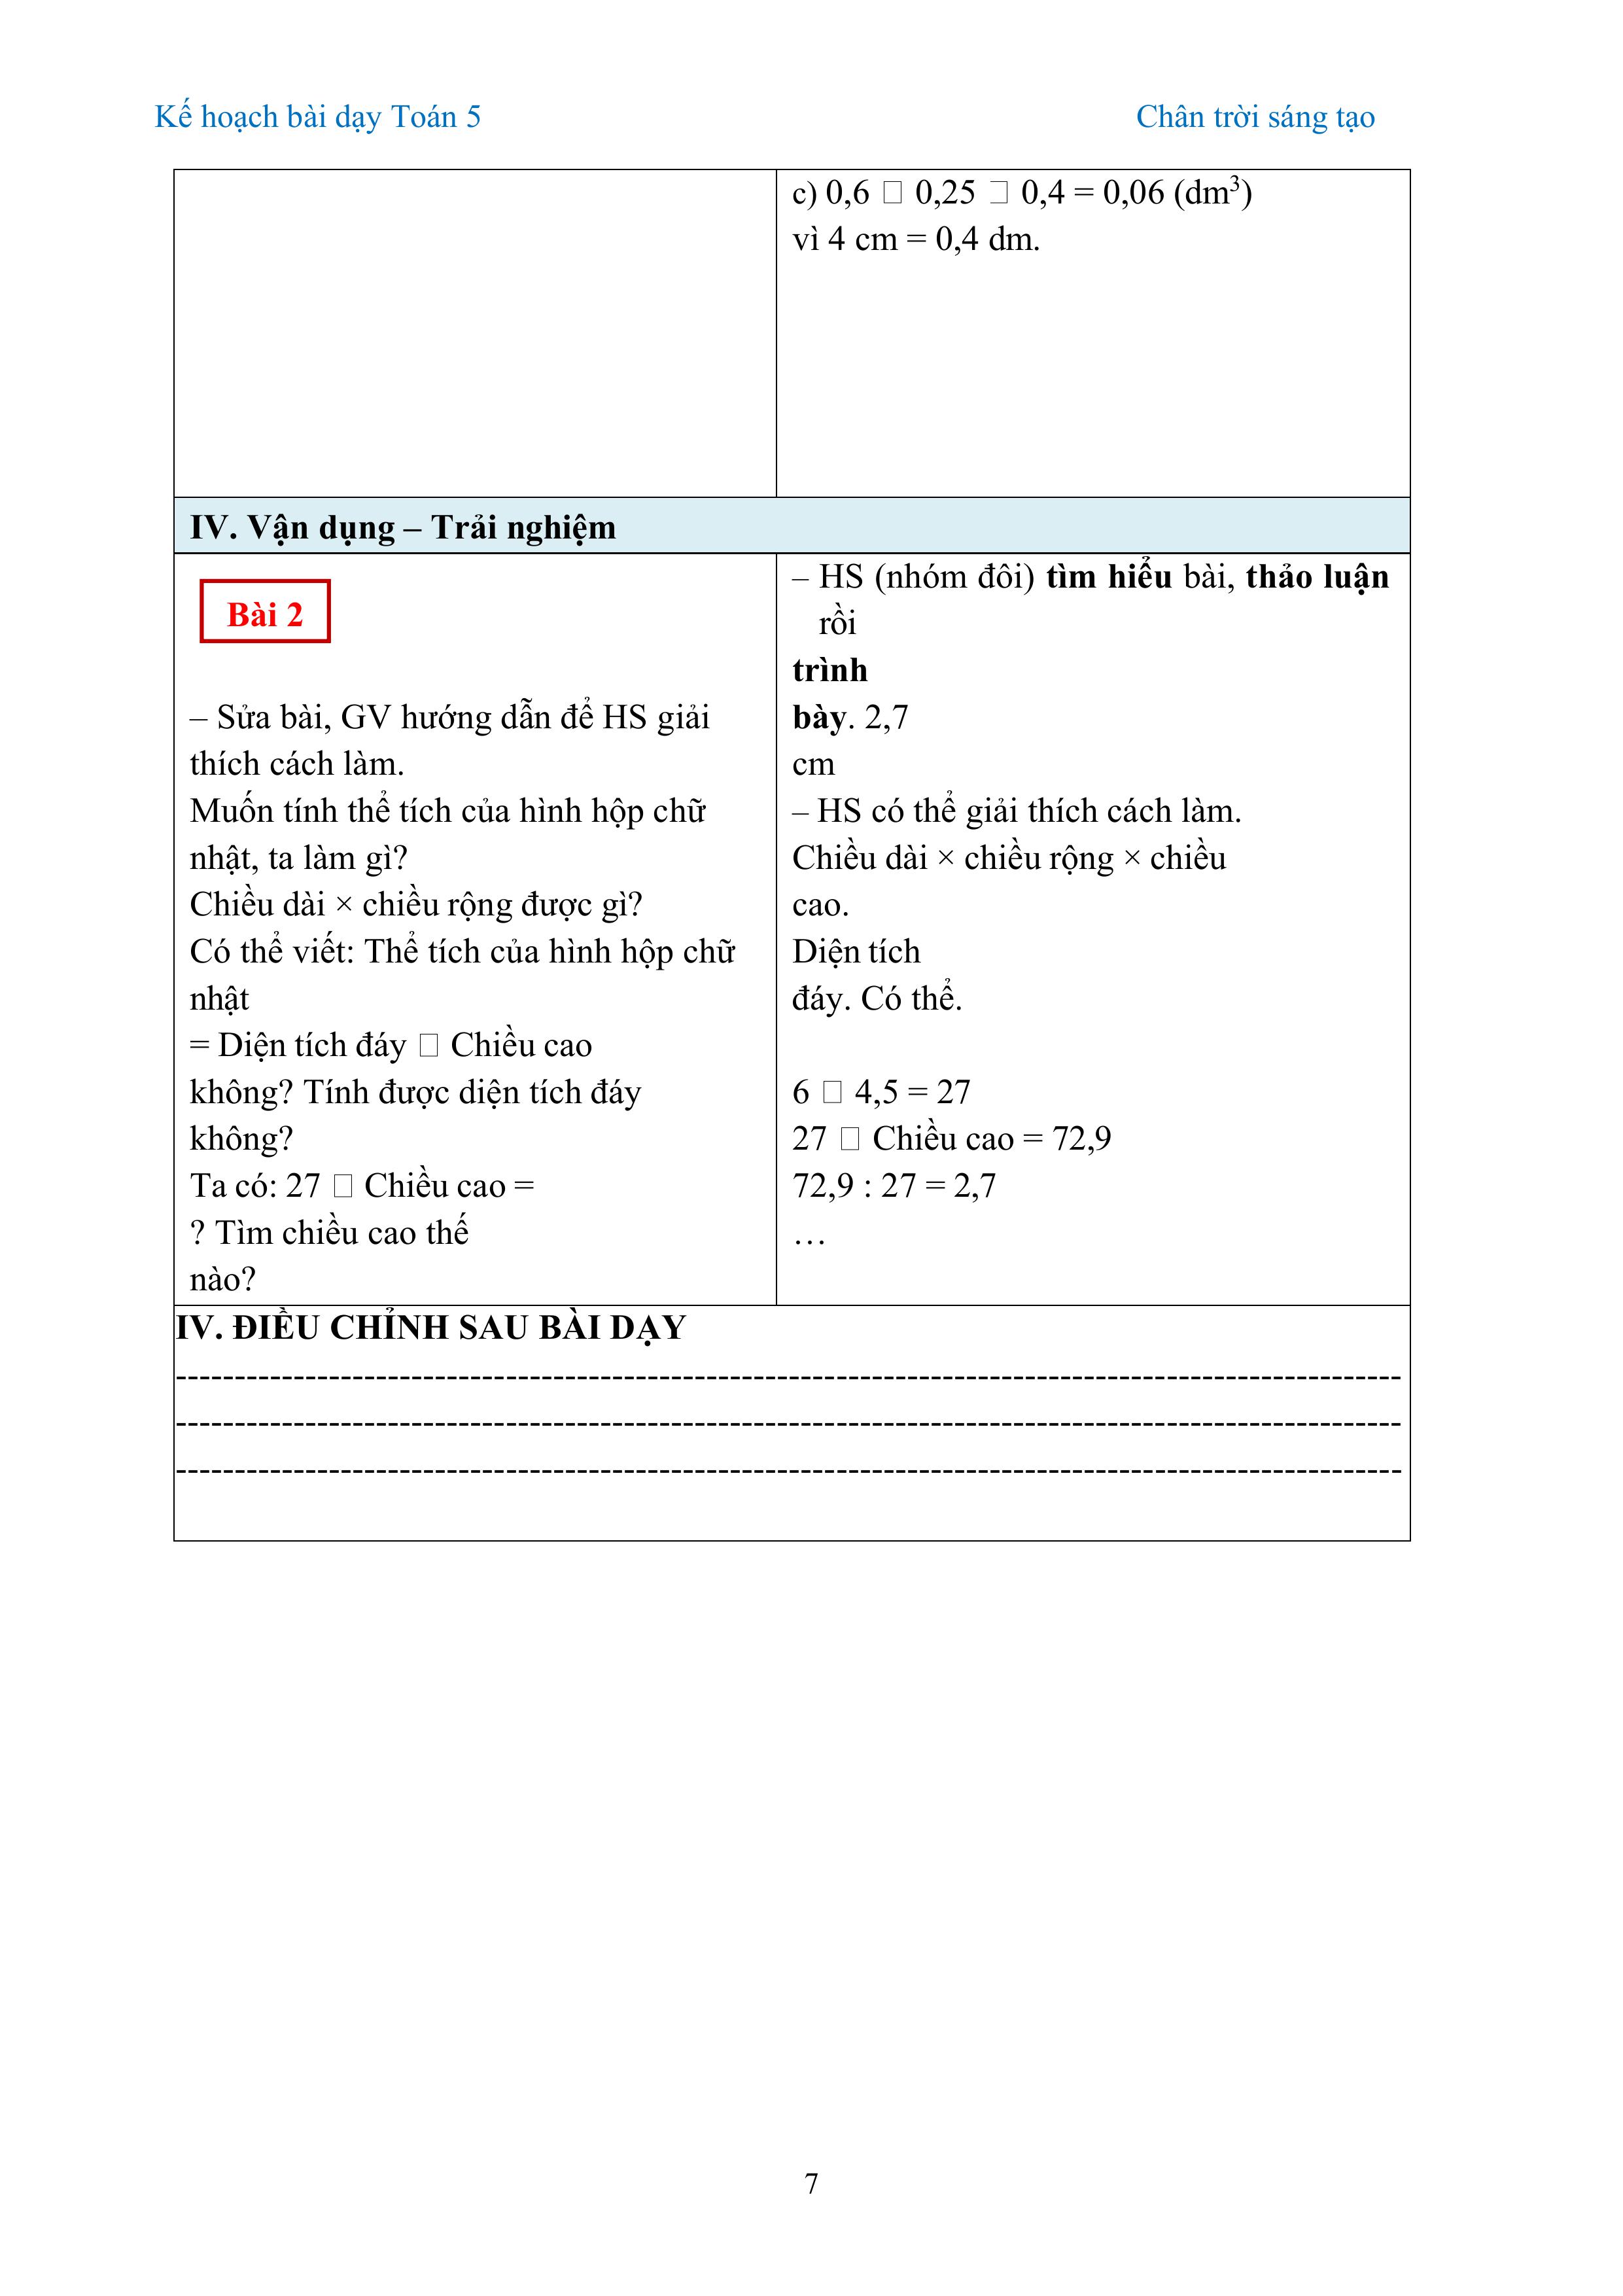 Kế hoạch bài dạy Toán 5 Chân trời sáng tạo
c) 0,6 □ 0,25 □ 0,4 = 0,06 (dm³)
vì 4 cm = 0,4 dm.
IV. Vận dụng – Trải nghiệm
Bài 2
– Sửa bài, GV hướng dẫn để HS giải
thích cách làm.
Muốn tính thể tích của hình hộp chữ
nhật, ta làm gì?
Chiều dài × chiều rộng được gì?
Có thể viết: Thể tích của hình hộp chữ
nhật
= Diện tích đáy □ Chiều cao
không? Tính được diện tích đáy
không?
Ta có: 27 □ Chiều cao =
? Tìm chiều cao thế
nào?
– HS (nhóm đôi) tìm hiểu bài, thảo luận
rồi
trình
bày. 2,7
cm
– HS có thể giải thích cách làm.
Chiều dài × chiều rộng × chiều
cao.
Diện tích
đáy. Có thể.
6 □ 4,5 = 27
27 □ Chiều cao = 72,9
72,9 : 27 = 2,7
…
IV. ĐIỀU CHỈNH SAU BÀI DẠY
7